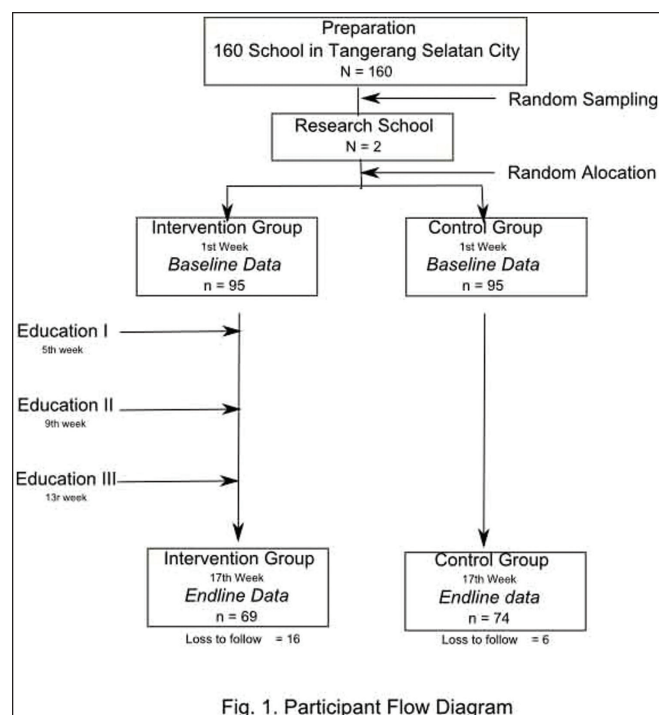 Preparation
160 School in Tangerang Selatan City
N = 160
Random Sampling
Research School
N = 2
Random Alocation
Intervention Group
1st Week
Baseline Data
n = 95
Control Group
1st Week
Baseline Data
n = 95
Education I
5th week
Education II
9th week
Education III
13r week
Intervention Group
17th Week
Endline Data
n = 69
Loss to follow = 16
Control Group
17th Week
Endline data
n = 74
Loss to follow = 6
Fig. 1. Participant Flow Diagram